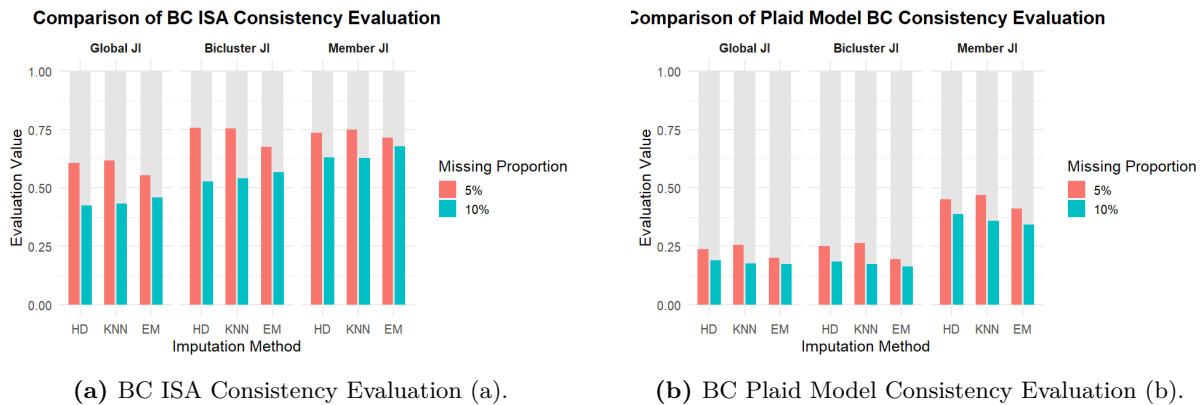 Comparison of BC ISA Consistency Evaluation
Global JI Bicluster JI Member JI
1.00
0.75
0.50
0.25
0.00
Evaluation Value
HD KNN EM HD KNN EM HD KNN EM
Imputation Method
Missing Proportion
5%
10%
(a) BC ISA Consistency Evaluation (a).
Comparison of Plaid Model BC Consistency Evaluation
Global JI Bicluster JI Member JI
1.00
0.75
0.50
0.25
0.00
Evaluation Value
HD KNN EM HD KNN EM HD KNN EM
Imputation Method
Missing Proportion
5%
10%
(b) BC Plaid Model Consistency Evaluation (b).